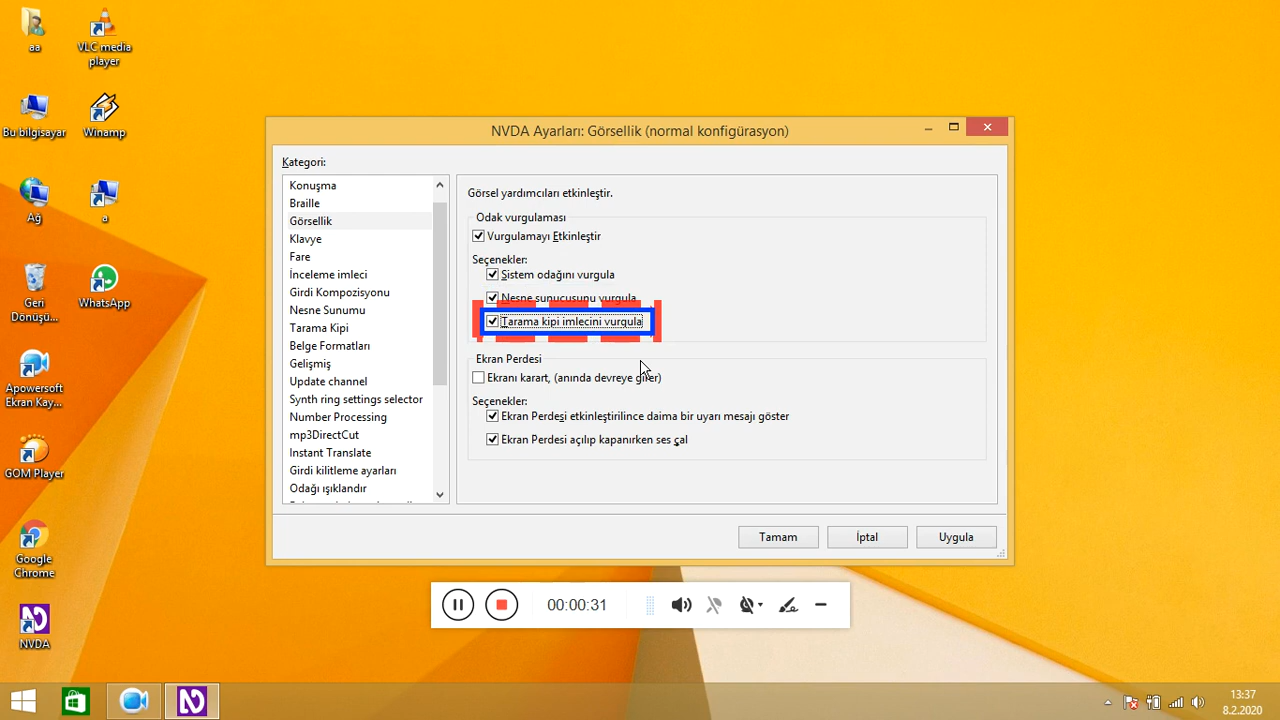 aa
VLC media
player
Bu bilgisayar
Winamp
Ağ
a
Geri
Dönüşü...
WhatsApp
Apowersoft
Ekran Kay...
GOM Player
Google
Chrome
NVDA
NVDA Ayarları: Görsellik (normal konfigürasyon)
Kategori:
Konuşma
Braille
Görsellik
Klavye
Fare
İnceleme imleci
Girdi Kompozisyonu
Nesne Sunumu
Tarama Kipi
Belge Formatları
Gelişmiş
Update channel
Synth ring settings selector
Number Processing
mp3DirectCut
Instant Translate
Girdi kilitleme ayarları
Odağı ışıklandır
Görsel yardımcıları etkinleştir.
Odak vurgulaması
Vurgulamayı Etkinleştir
Seçenekler:
Sistem odağını vurgula
Nesne sunucusunu vurgula
Tarama kipi imlecini vurgula
Ekran Perdesi
Ekranı karart, (anında devreye girer)
Seçenekler:
Ekran Perdesi etkinleştirilince daima bir uyarı mesajı göster
Ekran Perdesi açılıp kapanırken ses çal
Tamam
İptal
Uygula
00:00:31
13:37
8.2.2020